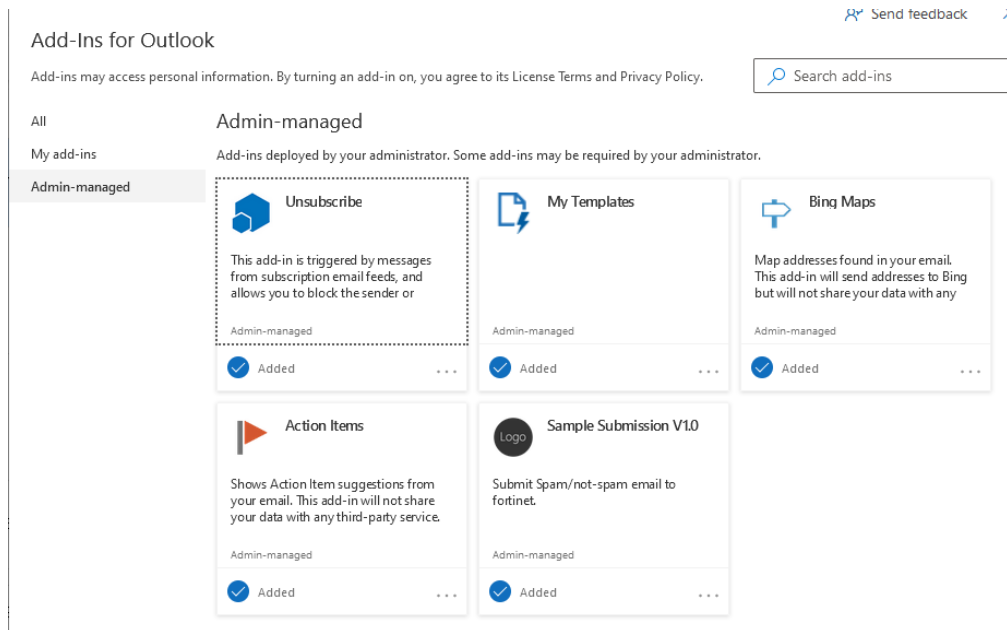 Send feedback
Add-Ins for Outlook
Add-ins may access personal information. By turning an add-in on, you agree to its License Terms and Privacy Policy.
Search add-ins
All
My add-ins
Admin-managed
Admin-managed
Add-ins deployed by your administrator. Some add-ins may be required by your administrator.
Unsubscribe
This add-in is triggered by messages
from subscription email feeds, and
allows you to block the sender or
Admin-managed
Added
...
My Templates
Admin-managed
Added
...
Bing Maps
Map addresses found in your email.
This add-in will send addresses to Bing
but will not share your data with any
Admin-managed
Added
...
Action Items
Shows Action Item suggestions from
your email. This add-in will not share
your data with any third-party service.
Admin-managed
Added
...
Logo
Sample Submission V1.0
Submit Spam/not-spam email to
fortinet.
Admin-managed
Added
...